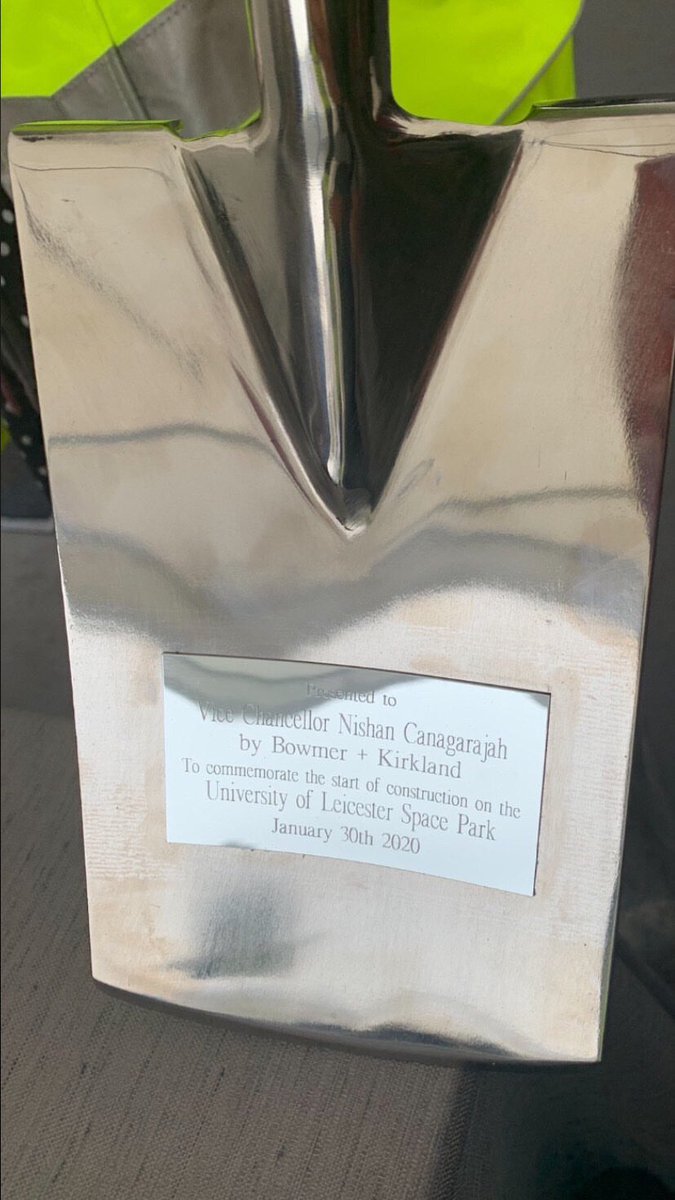 Presented to
Vice Chancellor Nishan Canagarajah
by Bowmer + Kirkland
To commemorate the start of construction on the
University of Leicester Space Park
January 30th 2020